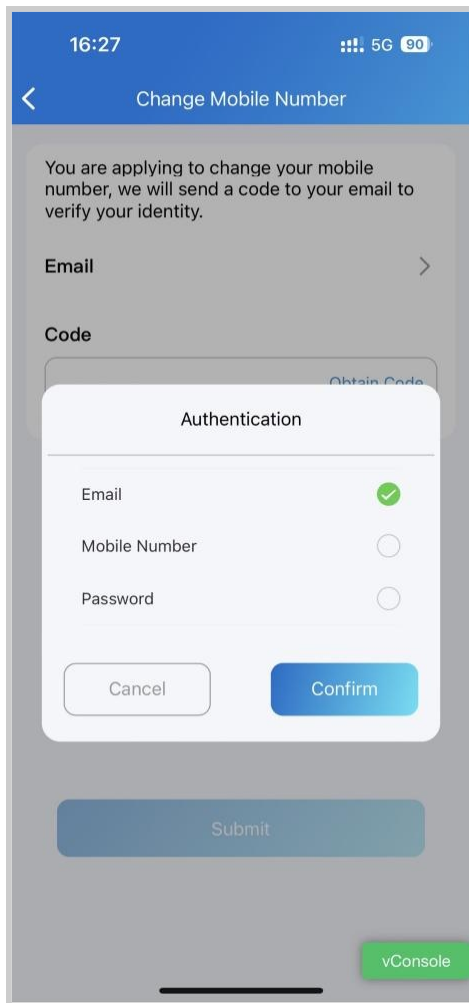 16:27
5G 90
Change Mobile Number
You are applying to change your mobile
number, we will send a code to your email to
verify your identity.
Email
Code
Obtain Code
Authentication
Email
Mobile Number
Password
Cancel
Confirm
Submit
vConsole